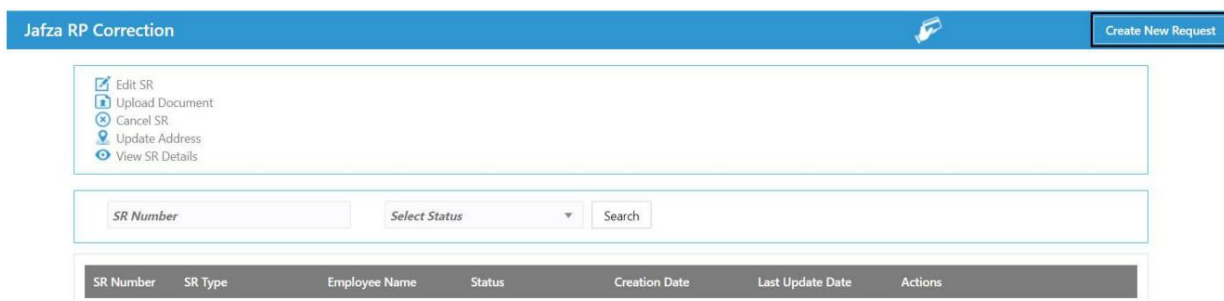 Jafza RP Correction
Create New Request
Edit SR
Upload Document
Cancel SR
Update Address
View SR Details
SR Number Select Status Search
SR Number SR Type Employee Name Status Creation Date Last Update Date Actions